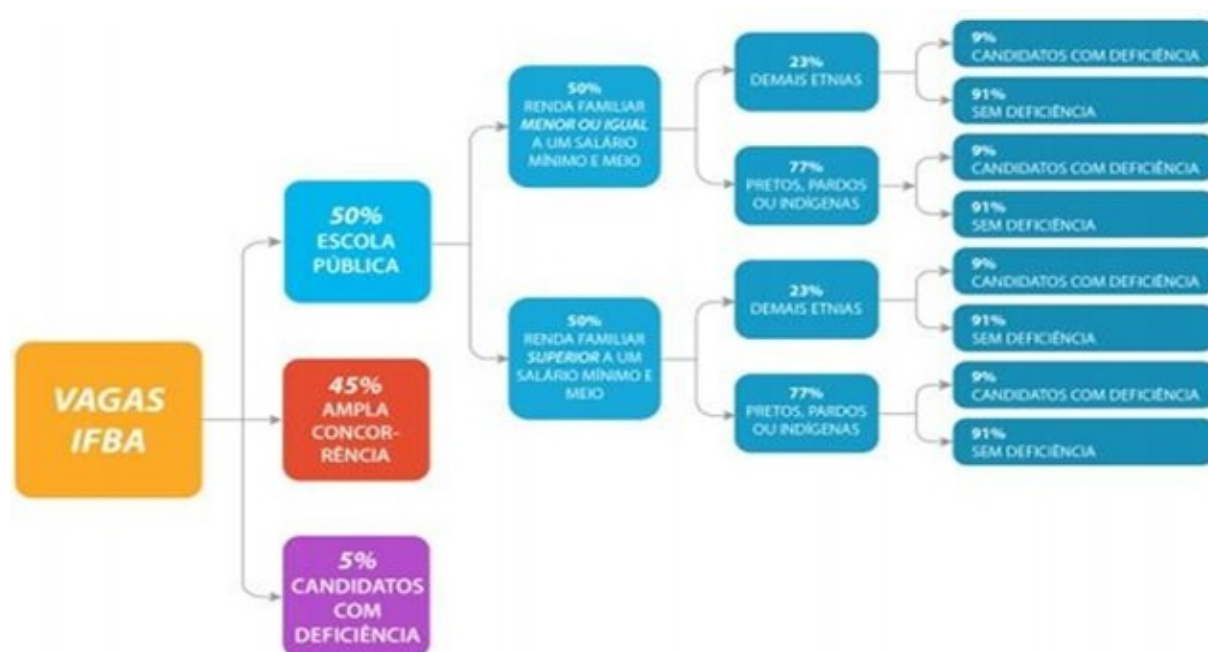 VAGAS
IFBA
50%
ESCOLA
PÚBLICA
45%
AMPLA
CONCOR-
RÊNCIA
5%
CANDIDATOS
COM
DEFICIÊNCIA
50%
RENDA FAMILIAR
MENOR OU IGUAL
A UM SALÁRIO
MÍNIMO E MEIO
50%
RENDA FAMILIAR
SUPERIOR A UM
SALÁRIO MÍNIMO E
MEIO
23%
DEMAIS ETNIAS
77%
PRETOS, PARDOS
OU INDÍGENAS
23%
DEMAIS ETNIAS
77%
PRETOS, PARDOS
OU INDÍGENAS
9%
CANDIDATOS COM DEFICIÊNCIA
91%
SEM DEFICIÊNCIA
9%
CANDIDATOS COM DEFICIÊNCIA
91%
SEM DEFICIÊNCIA
9%
CANDIDATOS COM DEFICIÊNCIA
91%
SEM DEFICIÊNCIA
9%
CANDIDATOS COM DEFICIÊNCIA
91%
SEM DEFICIÊNCIA